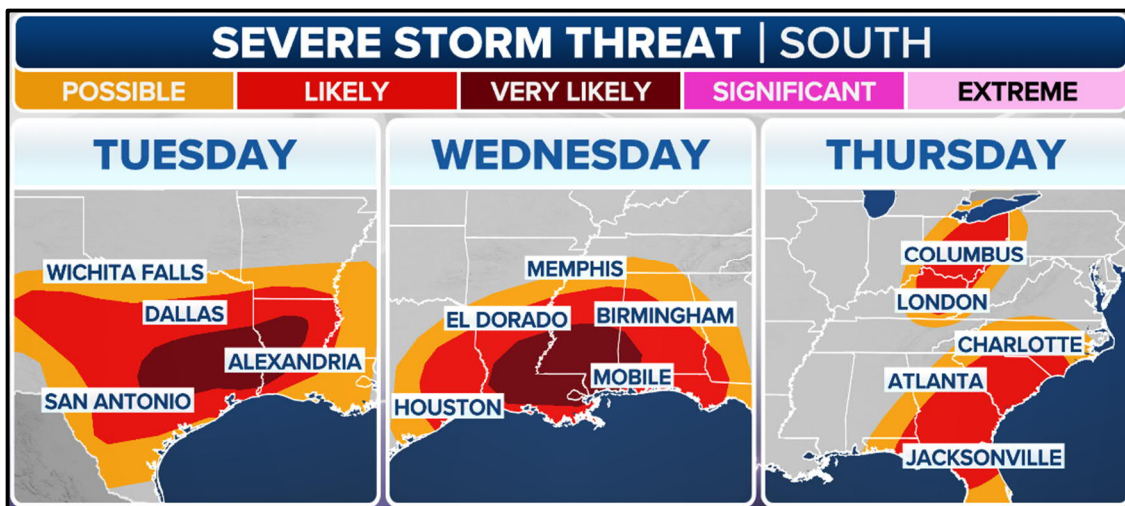 SEVERE STORM THREAT | SOUTH
POSSIBLE LIKELY VERY LIKELY SIGNIFICANT EXTREME
TUESDAY
WICHITA FALLS
DALLAS
ALEXANDRIA
SAN ANTONIO
WEDNESDAY
MEMPHIS
EL DORADO BIRMINGHAM
MOBILE
HOUSTON
THURSDAY
COLUMBUS
LONDON
CHARLOTTE
ATLANTA
JACKSONVILLE